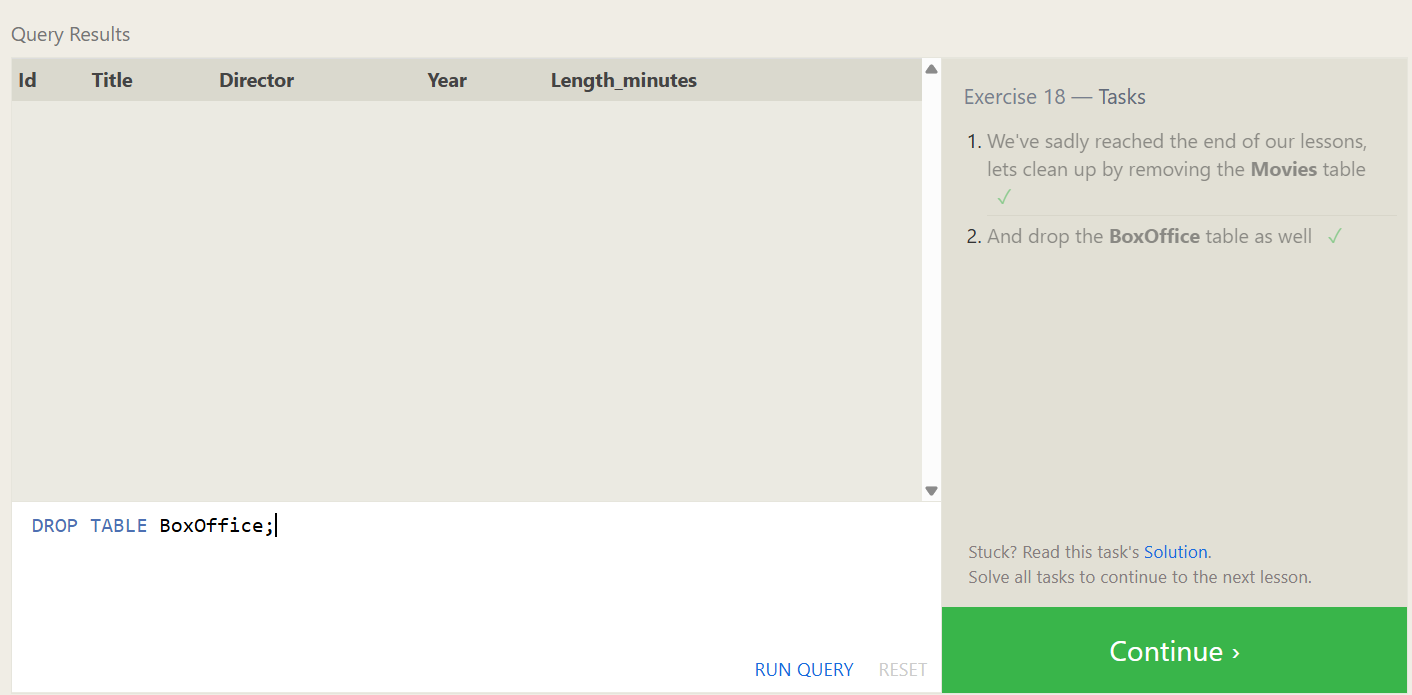 Query Results
Id Title Director Year Length_minutes
Exercise 18 — Tasks
1. We've sadly reached the end of our lessons,
lets clean up by removing the Movies table
✓
2. And drop the BoxOffice table as well ✓
DROP TABLE BoxOffice;
Stuck? Read this task's Solution.
Solve all tasks to continue to the next lesson.
RUN QUERY RESET
Continue ›